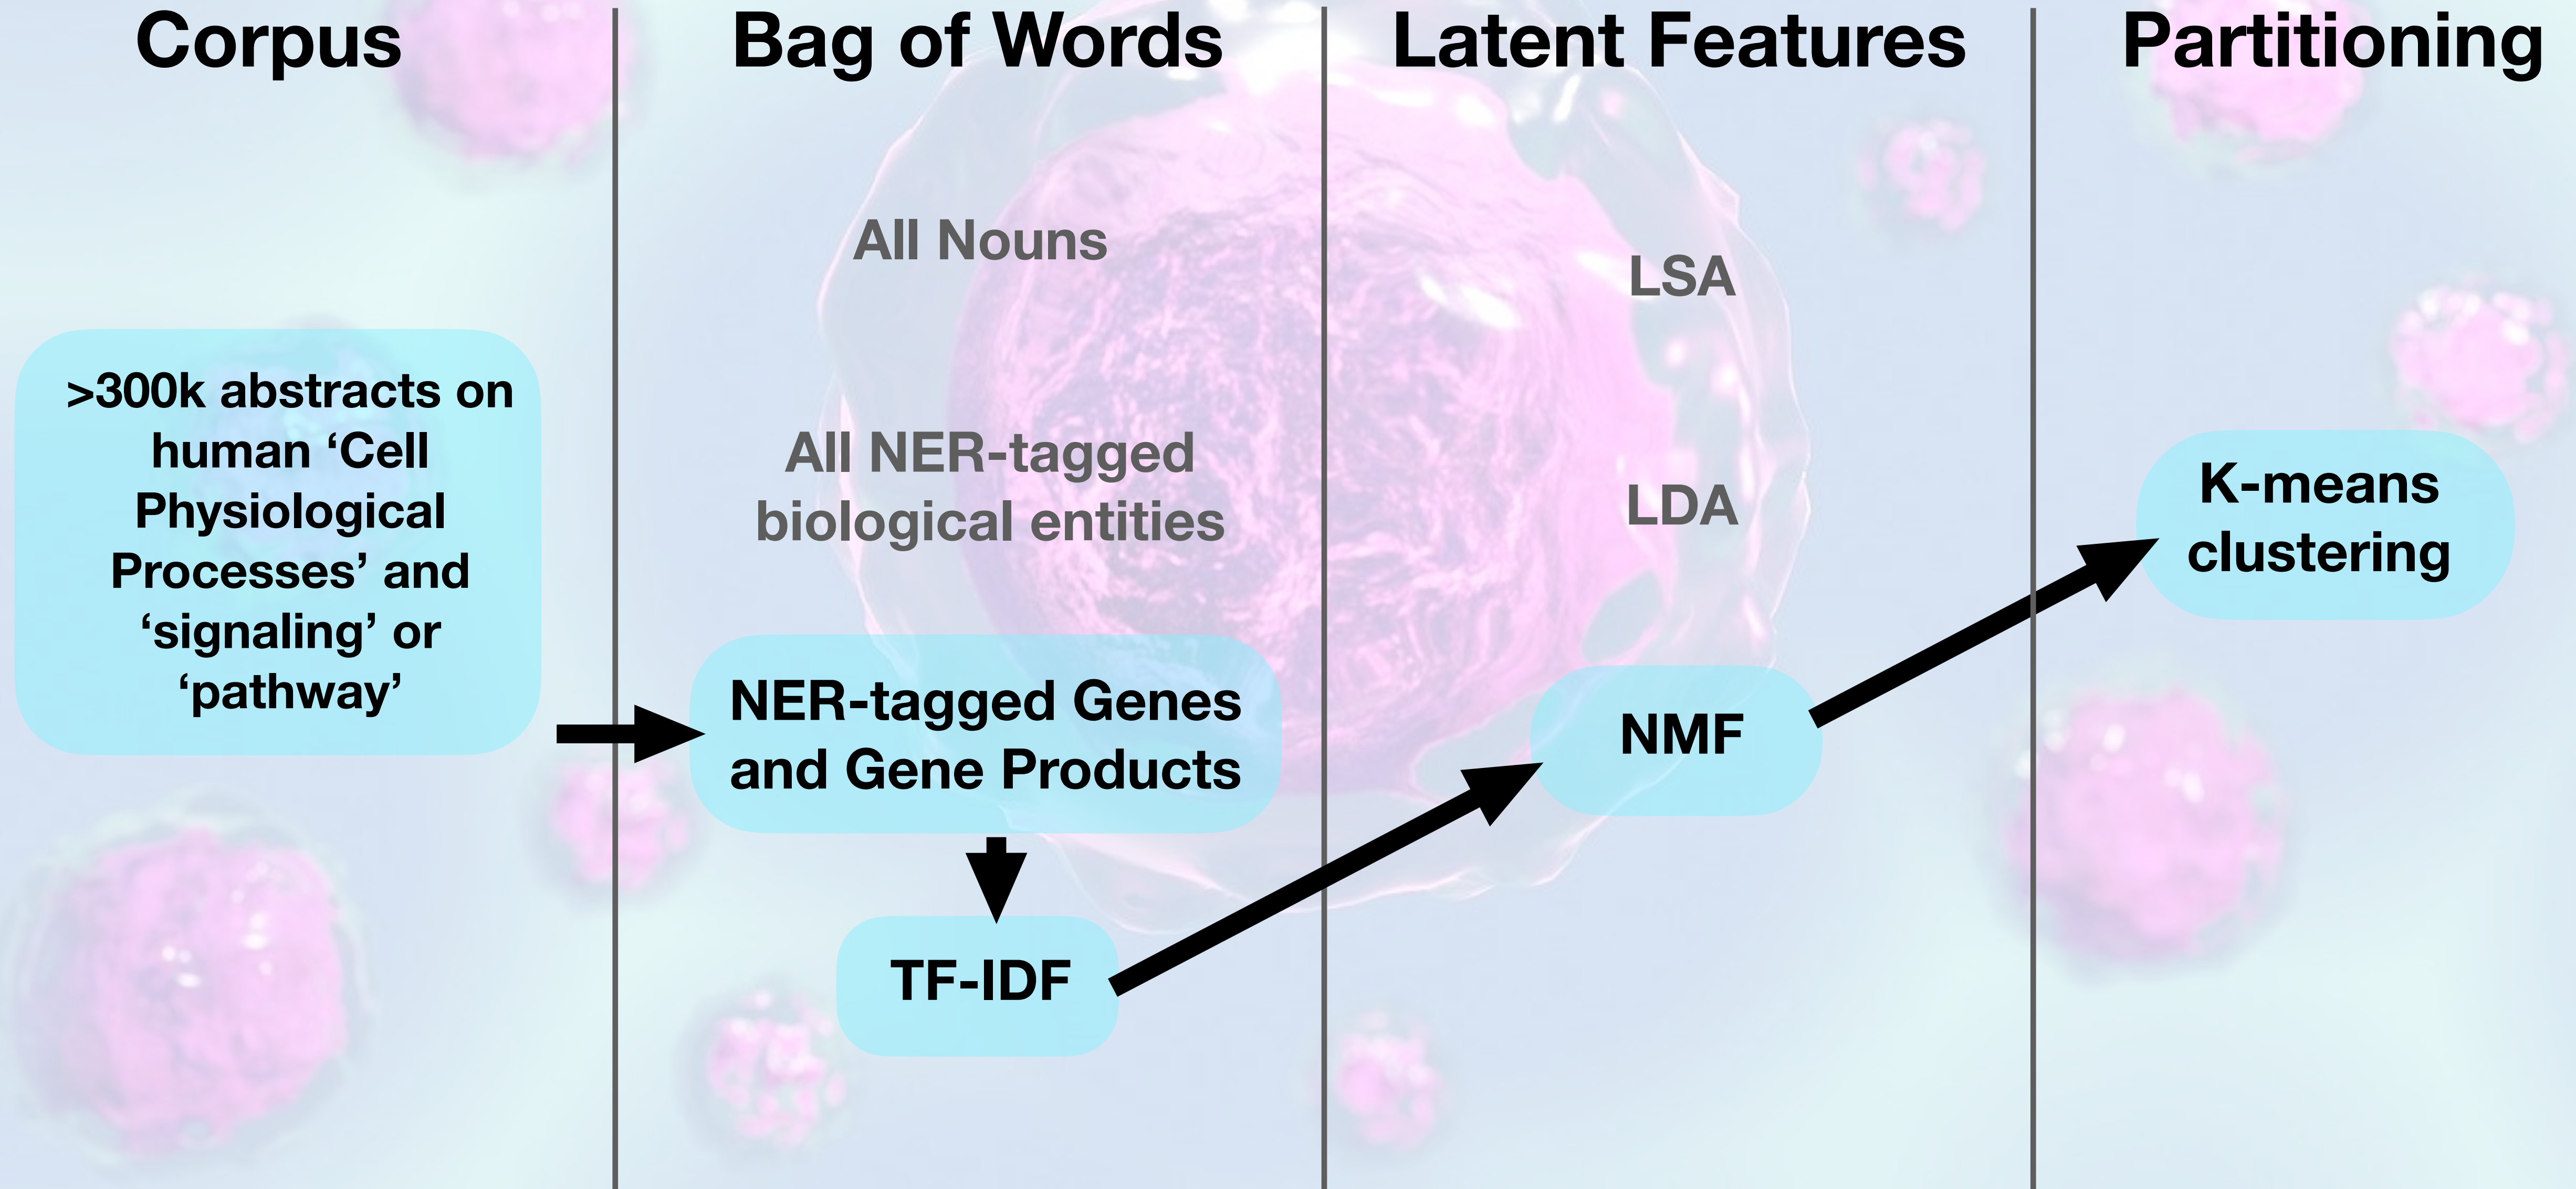 Corpus
Bag of Words
Latent Features
Partitioning
>300k abstracts on
human ‘Cell
Physiological
Processes’ and
‘signaling’ or
‘pathway’
All Nouns
All NER-tagged
biological entities
NER-tagged Genes
and Gene Products
TF-IDF
LSA
LDA
NMF
K-means
clustering